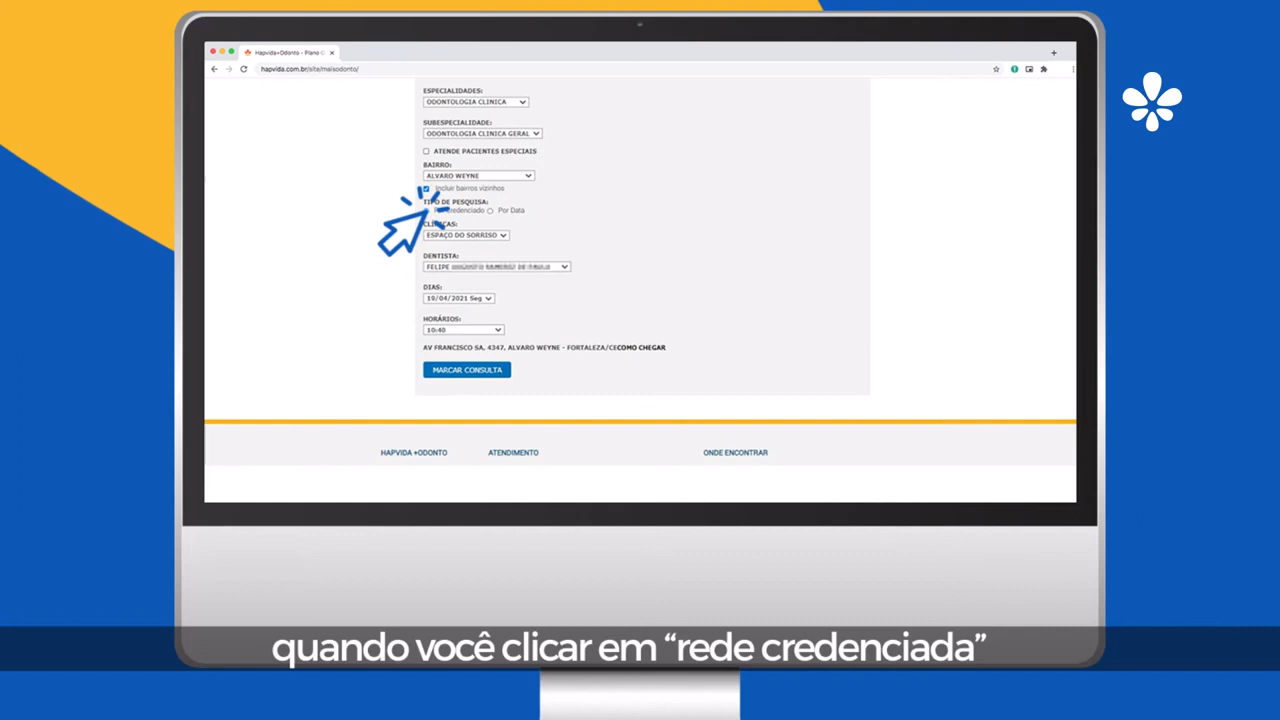 Hapvida+Odonto - Plano C
hapvida.com.br/site/maisodonto/
ESPECIALIDADES:
ODONTOLOGIA CLINICA
SUBESPECIALIDADE:
ODONTOLOGIA CLINICA GERAL
ATENDE PACIENTES ESPECIAIS
BAIRRO:
ALVARO WEYNE
Incluir bairros vizinhos
TIPO DE PESQUISA:
Credenciado Por Data
CLÍNICAS:
ESPAÇO DO SORRISO
DENTISTA:
FELIPE
DIAS:
19/04/2021 Seg
HORÁRIOS:
10:40
AV FRANCISCO SA, 4347, ALVARO WEYNE - FORTALEZA/CECOMO CHEGAR
MARCAR CONSULTA
HAPVIDA +ODONTO ATENDIMENTO ONDE ENCONTRAR
quando você clicar em “rede credenciada”